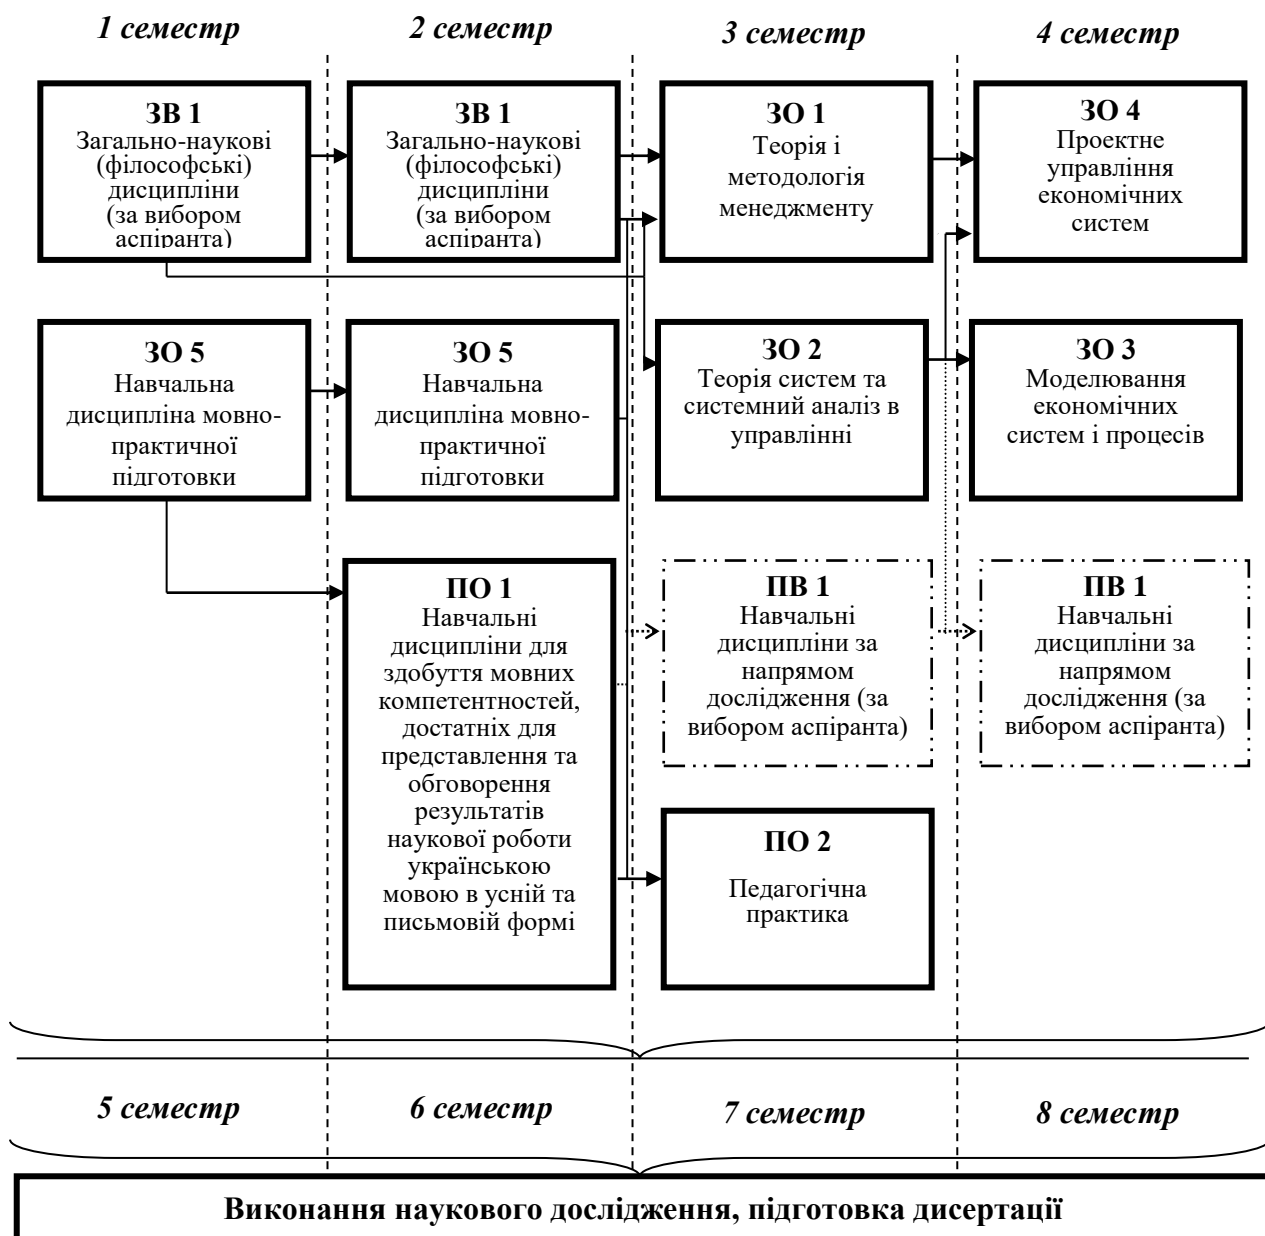 1 семестр
2 семестр
3 семестр
4 семестр
ЗВ 1
Загально-наукові
(філософські)
дисципліни
(за вибором
аспіранта)
ЗВ 1
Загально-наукові
(філософські)
дисципліни
(за вибором
аспіранта)
ЗО 1
Теорія і
методологія
менеджменту
ЗО 4
Проектне
управління
економічних
систем
ЗО 5
Навчальна
дисципліна мовно-
практичної
підготовки
ЗО 5
Навчальна
дисципліна мовно-
практичної
підготовки
ЗО 2
Теорія систем та
системний аналіз в
управлінні
ЗО 3
Моделювання
економічних
систем і процесів
ПО 1
Навчальні
дисципліни для
здобуття мовних
компетентностей,
достатніх для
представлення та
обговорення
результатів
наукової роботи
українською
мовою в усній та
письмовій формі
ПВ 1
Навчальні
дисципліни за
напрямом
дослідження (за
вибором аспіранта)
ПВ 1
Навчальні
дисципліни за
напрямом
дослідження (за
вибором аспіранта)
ПО 2
Педагогічна
практика
5 семестр
6 семестр
7 семестр
8 семестр
Виконання наукового дослідження, підготовка дисертації